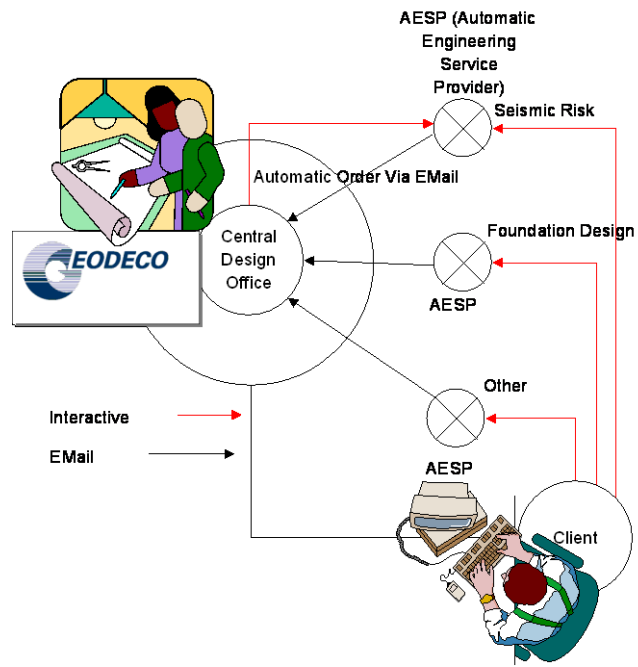 AESP (Automatic
Engineering
Service
Provider)
Seismic Risk
Automatic Order Via EMail
Central
Design
Office
GEODECO
Foundation Design
AESP
Other
Interactive
EMail
AESP
Client